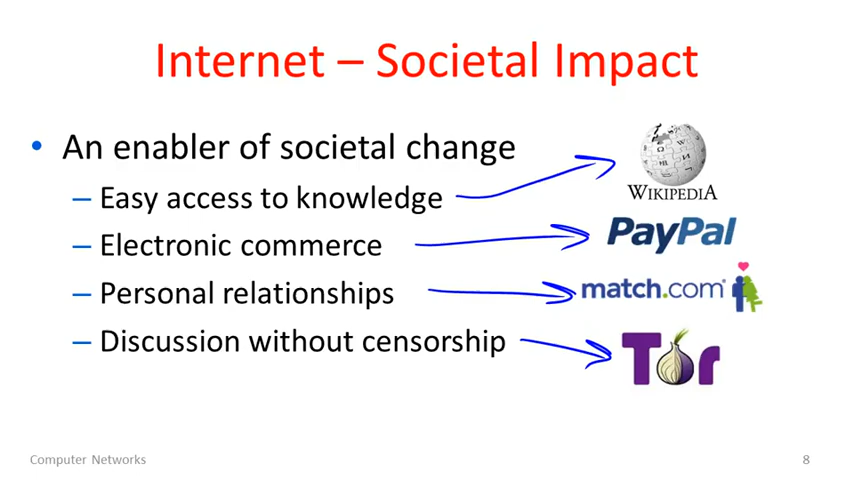 Internet – Societal Impact
• An enabler of societal change
– Easy access to knowledge
– Electronic commerce
– Personal relationships
– Discussion without censorship
WIKIPEDIA
PayPal
match.com
Tor
Computer Networks
8